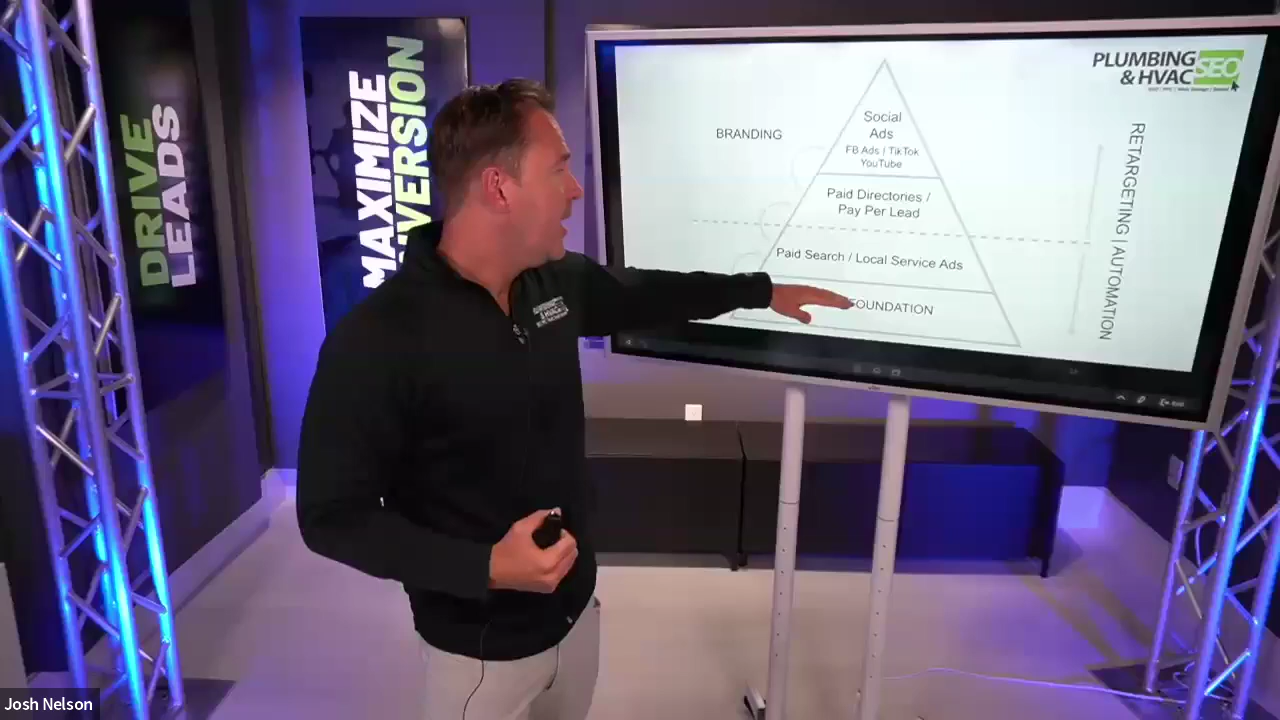 DRIVE
LEADS
MAXIMIZE
VERSION
PLUMBING
& HVAC SEO
BRANDING
Social
Ads
FB Ads | TikTok
YouTube
Paid Directories /
Pay Per Lead
Paid Search / Local Service Ads
FOUNDATION
RETARGETING | AUTOMATION
Josh Nelson